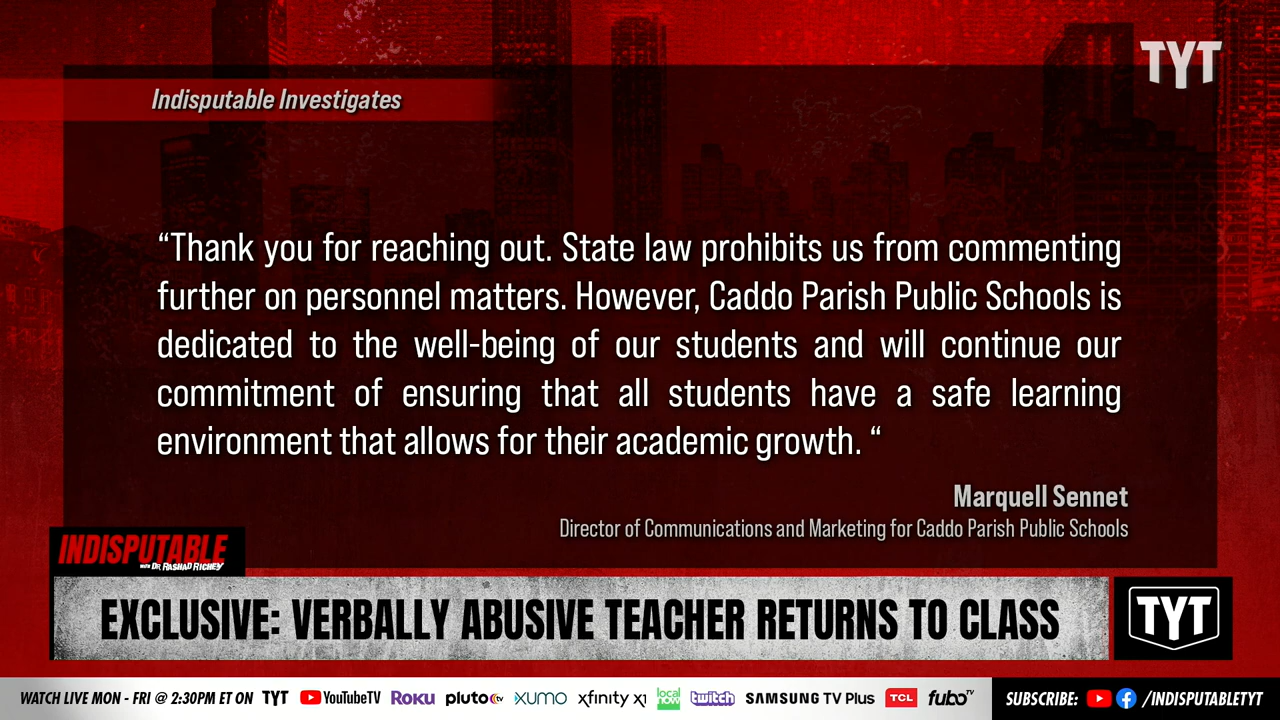 TYT
Indisputable Investigates
“Thank you for reaching out. State law prohibits us from commenting
further on personnel matters. However, Caddo Parish Public Schools is
dedicated to the well-being of our students and will continue our
commitment of ensuring that all students have a safe learning
environment that allows for their academic growth. “
Marquell Sennet
Director of Communications and Marketing for Caddo Parish Public Schools
INDISPUTABLE
WITH DR. RASHAD RICHEY
EXCLUSIVE: VERBALLY ABUSIVE TEACHER RETURNS TO CLASS
TYT
WATCH LIVE MON - FRI @ 2:30PM ET ON TYT YouTubeTV ROKU pluto tv XUMO xfinity x1 local now twitch SAMSUNG TV Plus TCL fubo TV SUBSCRIBE: /INDISPUTABLETYT